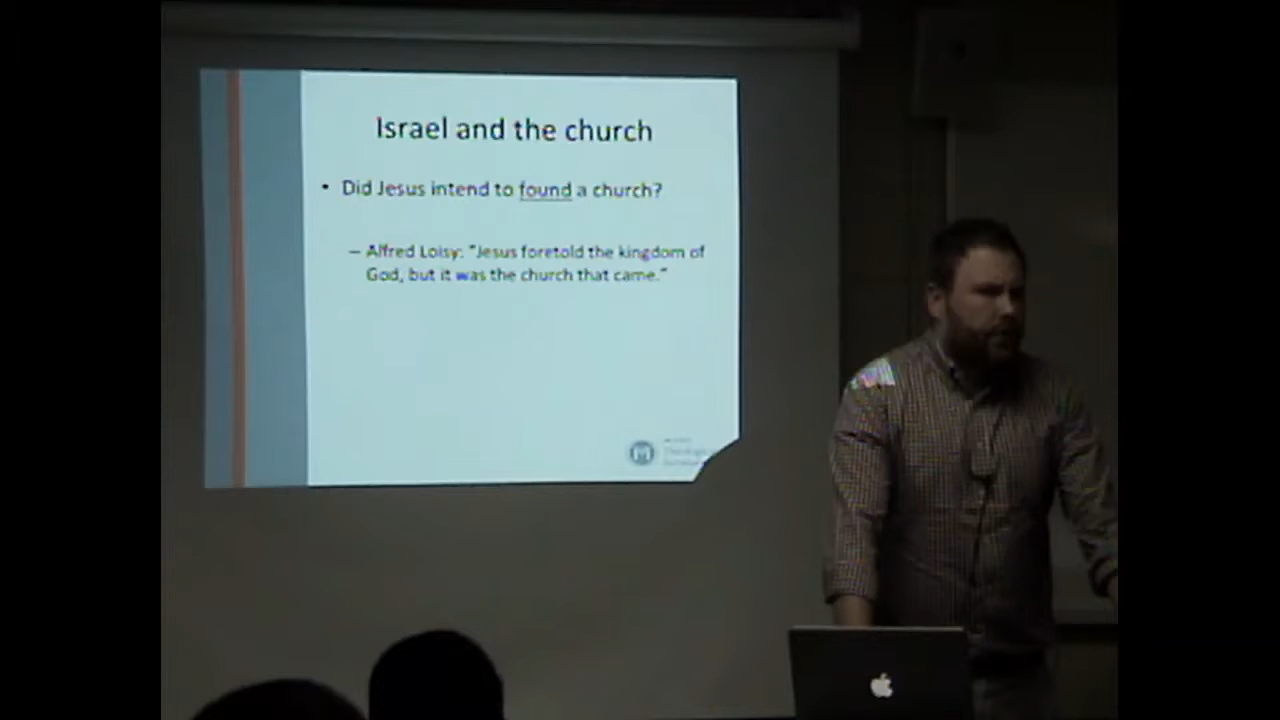 Israel and the church
• Did Jesus intend to found a church?
– Alfred Loisy: "Jesus foretold the kingdom of
God, but it was the church that came."